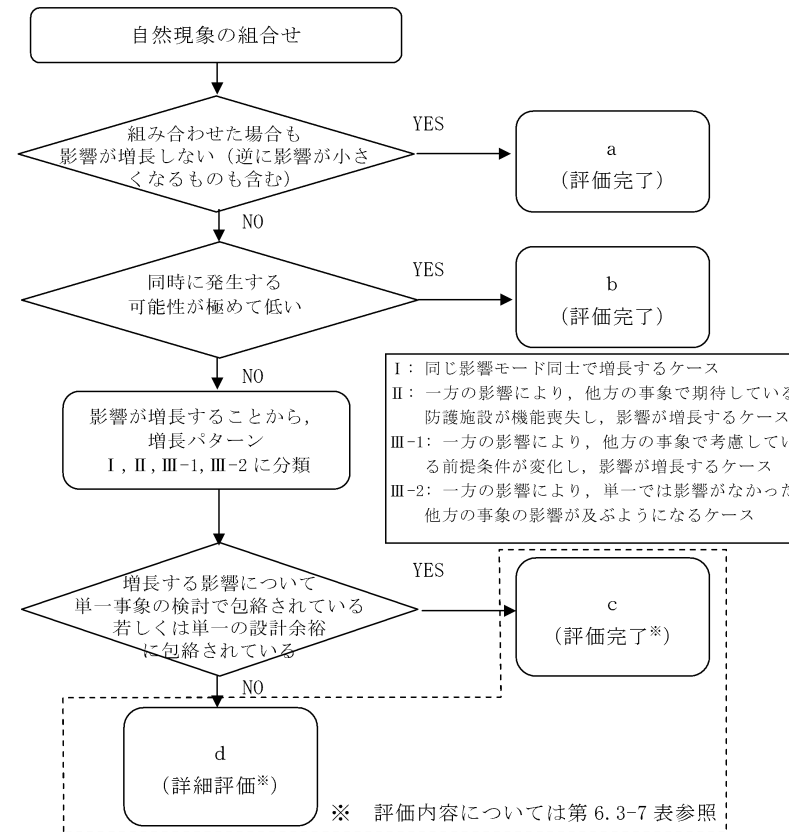 自然現象の組合せ
組み合わせた場合も
影響が増長しない（逆に影響が小さ
くなるものも含む）
YES
a
（評価完了）
NO
同時に発生する
可能性が極めて低い
YES
b
（評価完了）
NO
影響が増長することから，
増長パターン
Ⅰ,Ⅱ,Ⅲ-1,Ⅲ-2 に分類
Ⅰ： 同じ影響モード同士で増長するケース
Ⅱ： 一方の影響により，他方の事象で期待している
防護施設が機能喪失し，影響が増長するケース
Ⅲ-1： 一方の影響により，他方の事象で考慮してい
る前提条件が変化し，影響が増長するケース
Ⅲ-2： 一方の影響により，単一では影響がなかった
他方の事象の影響が及ぶようになるケース
増長する影響について
単一事象の検討で包絡されている
若しくは単一の設計余裕
に包絡されている
YES
c
（評価完了※）
NO
d
（詳細評価※）
※　評価内容については第 6.3-7 表参照